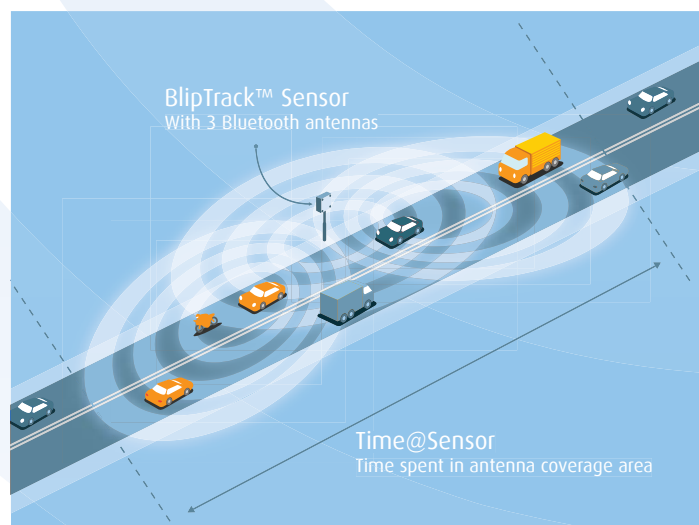 BlipTrack™ Sensor
With 3 Bluetooth antennas
Time@Sensor
Time spent in antenna coverage area